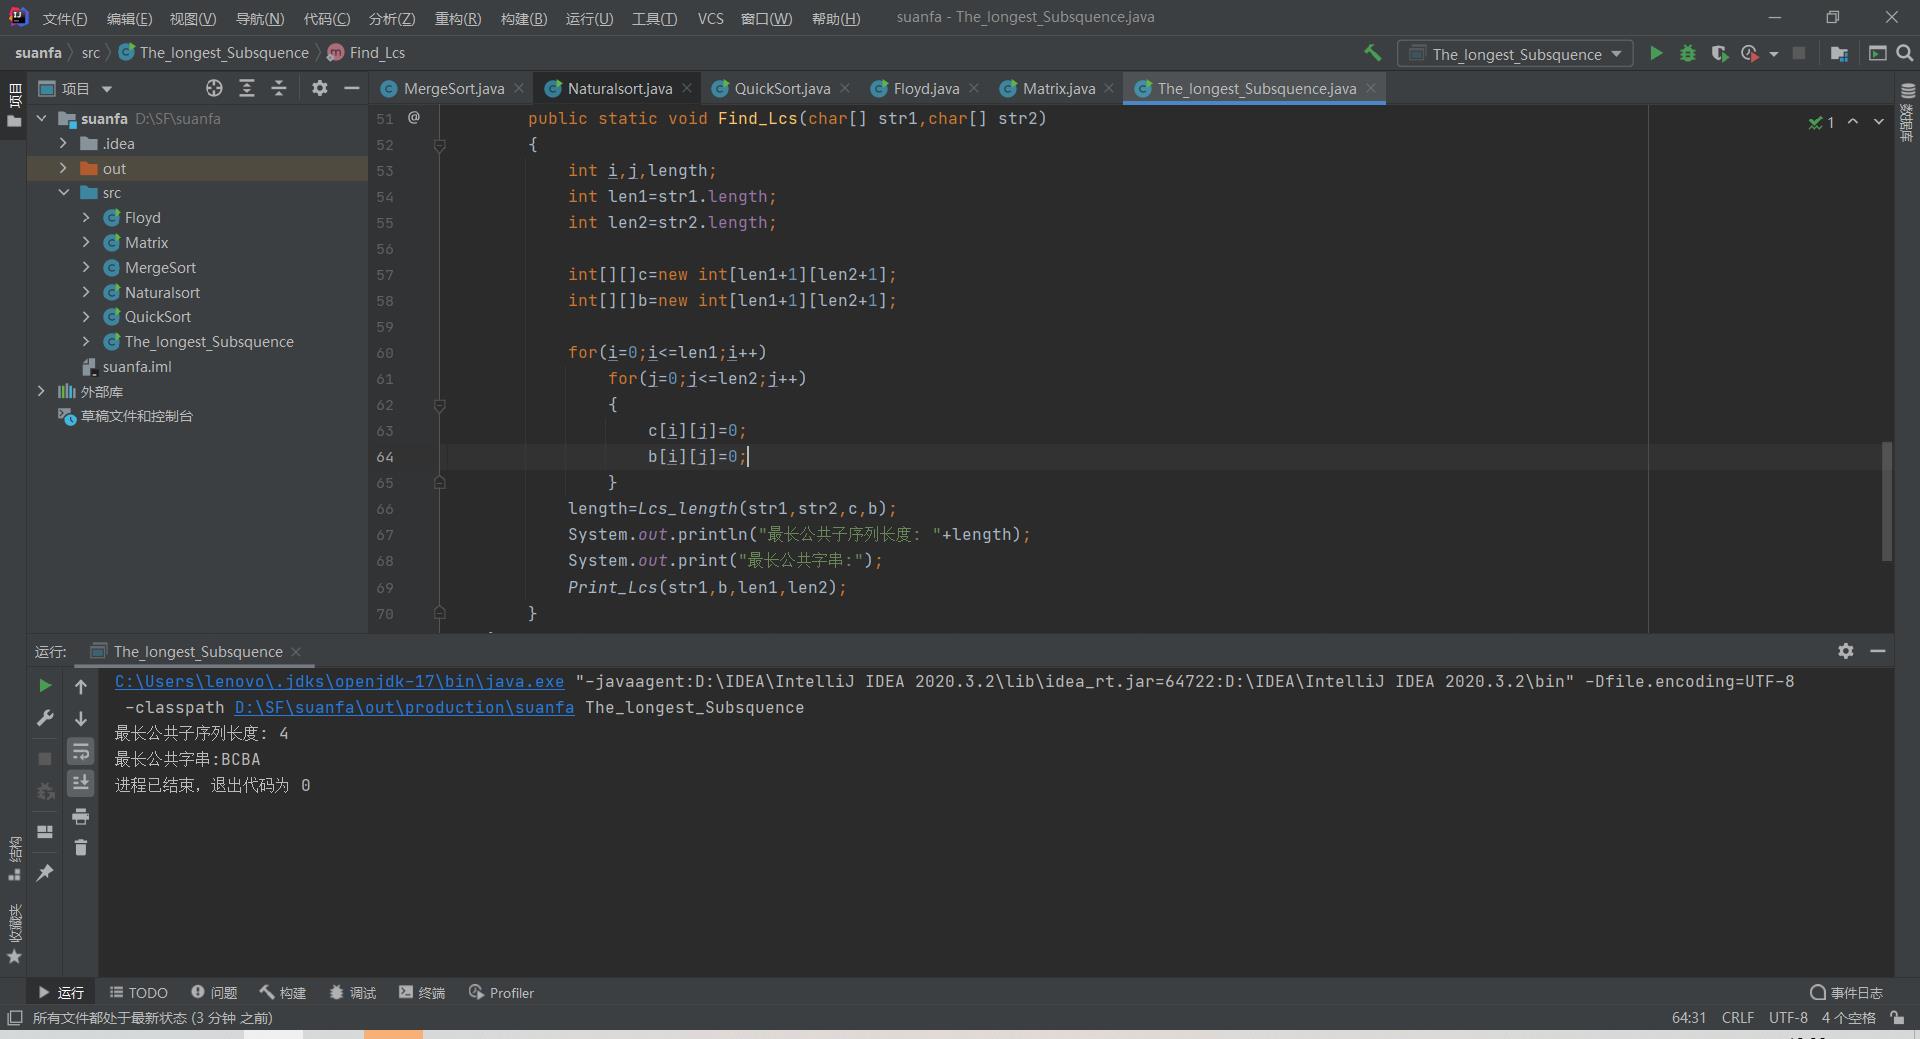 文件(F) 编辑(E) 视图(V) 导航(N) 代码(C) 分析(Z) 重构(R) 构建(B) 运行(U) 工具(T) VCS 窗口(W) 帮助(H) suanfa - The_longest_Subsquence.java
suanfa src The_longest_Subsquence Find_Lcs The_longest_Subsquence
项目
MergeSort.java Naturalsort.java QuickSort.java Floyd.java Matrix.java The_longest_Subsquence.java
项目
suanfa D:\SF\suanfa
.idea
out
src
Floyd
Matrix
MergeSort
Naturalsort
QuickSort
The_longest_Subsquence
suanfa.iml
外部库
草稿文件和控制台
数据库
1
51 @ public static void Find_Lcs(char[] str1,char[] str2)
52 {
53 int i,j,length;
54 int len1=str1.length;
55 int len2=str2.length;
56
57 int[][]c=new int[len1+1][len2+1];
58 int[][]b=new int[len1+1][len2+1];
59
60 for(i=0;i<=len1;i++)
61 for(j=0;j<=len2;j++)
62 {
63 c[i][j]=0;
64 b[i][j]=0;
65 }
66 length=Lcs_length(str1,str2,c,b);
67 System.out.println("最长公共子序列长度: "+length);
68 System.out.print("最长公共字串:");
69 Print_Lcs(str1,b,len1,len2);
70 }
运行: The_longest_Subsquence
C:\Users\lenovo\.jdks\openjdk-17\bin\java.exe "-javaagent:D:\IDEA\IntelliJ IDEA 2020.3.2\lib\idea_rt.jar=64722:D:\IDEA\IntelliJ IDEA 2020.3.2\bin" -Dfile.encoding=UTF-8
-classpath D:\SF\suanfa\out\production\suanfa The_longest_Subsquence
最长公共子序列长度: 4
最长公共字串:BCBA
进程已结束，退出代码为 0
结构
收藏夹
运行 TODO 问题 构建 调试 终端 Profiler 事件日志
所有文件都处于最新状态 (3 分钟 之前) 64:31 CRLF UTF-8 4 个空格